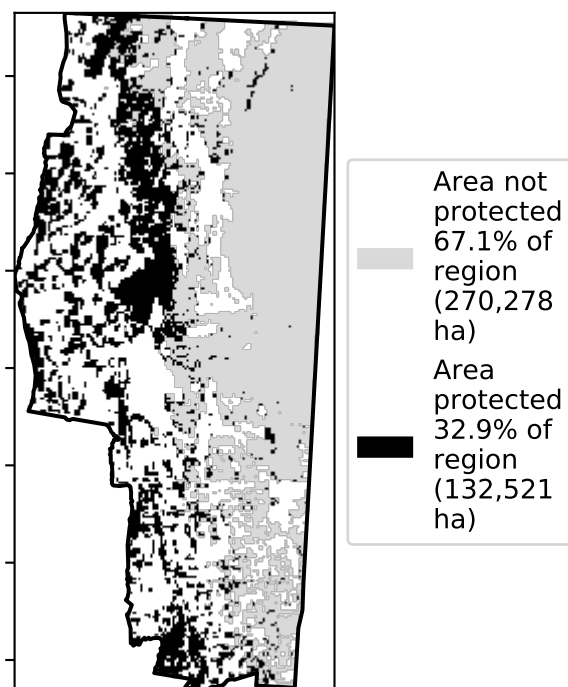 Area not
protected
67.1% of
region
(270,278
ha)
Area
protected
32.9% of
region
(132,521
ha)